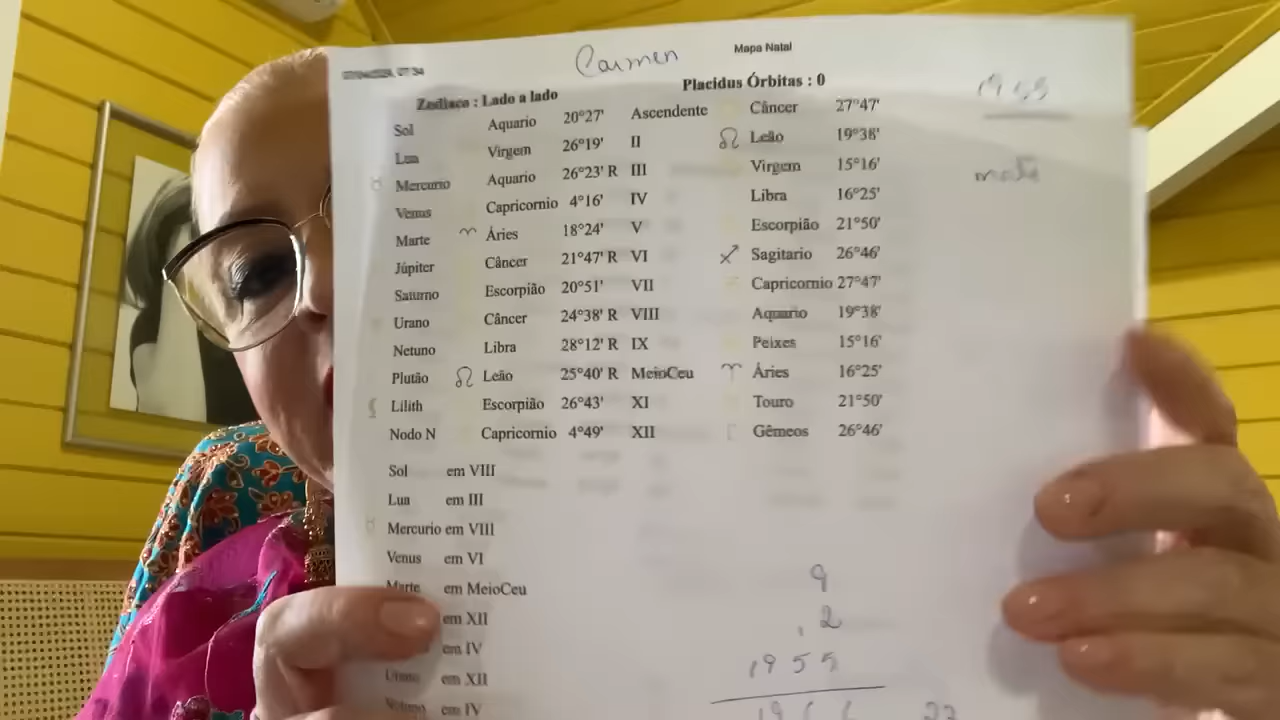 Carmen
Mapa Natal
Zodíaco : Lado a lado Placidus Órbitas : 0
1955
Sol Aquario 20°27' Ascendente Câncer 27°47'
Lua Virgem 26°19' II ♌ Leão 19°38'
Mercurio Aquario 26°23' R III Virgem 15°16'
Venus Capricornio 4°16' IV Libra 16°25'
Marte ♈ Áries 18°24' V Escorpião 21°50'
Júpiter Câncer 21°47' R VI ♐ Sagitario 26°46'
Saturno Escorpião 20°51' VII Capricornio 27°47'
Urano Câncer 24°38' R VIII Aquario 19°38'
Netuno Libra 28°12' R IX Peixes 15°16'
Plutão ♌ Leão 25°40' R MeioCeu ♈ Áries 16°25'
Lilith Escorpião 26°43' XI Touro 21°50'
Nodo N Capricornio 4°49' XII Gêmeos 26°46'
Sol em VIII
Lua em III
Mercurio em VIII
Venus em VI
Marte em MeioCeu
em XII
em IV
Urano em XII
Netuno em IV
9
2
1955